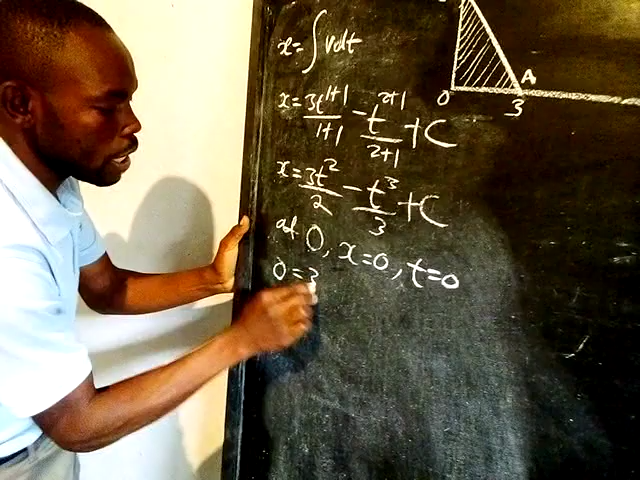 x=∫vdt
x=3t^(1+1)/(1+1) - t^(2+1)/(2+1) + C
x=3t²/2 - t³/3 + C
at O, x=0, t=0
0=3
A
0
3